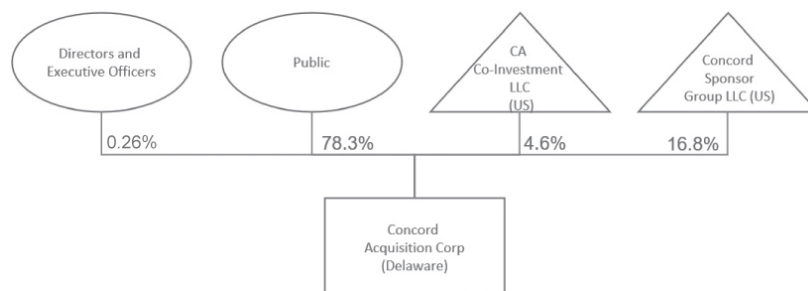 Directors and
Executive Officers
Public
CA
Co-Investment
LLC
(US)
Concord
Sponsor
Group LLC (US)
0.26%
78.3%
4.6%
16.8%
Concord
Acquisition Corp
(Delaware)